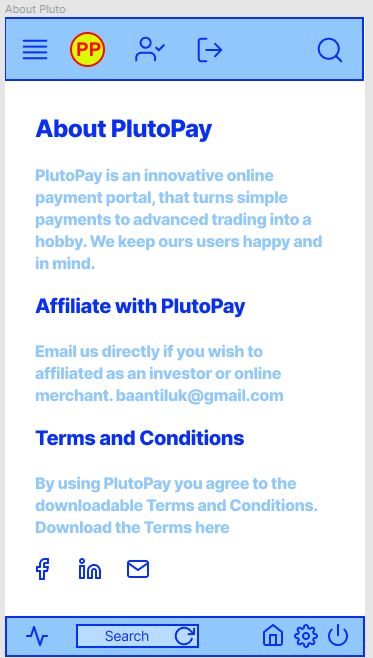 About Pluto
PP
About PlutoPay
PlutoPay is an innovative online
payment portal, that turns simple
payments to advanced trading into a
hobby. We keep ours users happy and
in mind.
Affiliate with PlutoPay
Email us directly if you wish to
affiliated as an investor or online
merchant. baantiluk@gmail.com
Terms and Conditions
By using PlutoPay you agree to the
downloadable Terms and Conditions.
Download the Terms here
Search